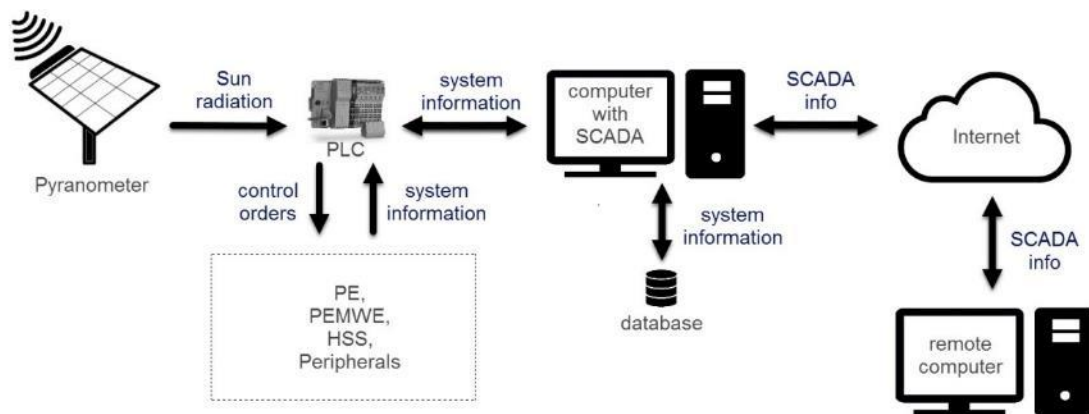 Sun
radiation
system
information
computer
with
SCADA
SCADA
info
Internet
PLC
Pyranometer
control
orders
system
information
system
information
SCADA
info
PE,
PEMWE,
HSS,
Peripherals
database
remote
computer